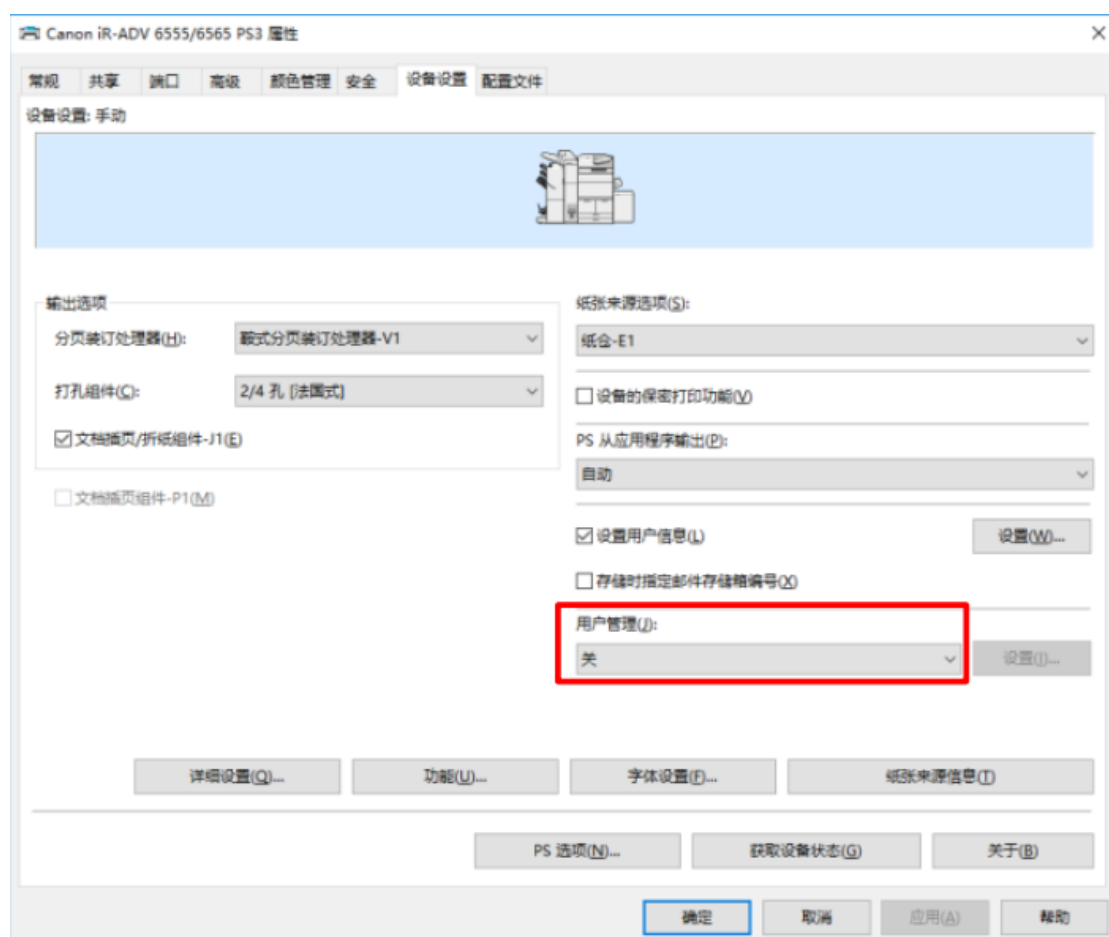 Canon iR-ADV 6555/6565 PS3 属性
常规 共享 端口 高级 颜色管理 安全 设备设置 配置文件
设备设置: 手动
输出选项
分页装订处理器(H): 鞍式分页装订处理器-V1
打孔组件(C): 2/4 孔 [法国式]
文档插页/折纸组件-J1(E)
文档插页组件-P1(M)
纸张来源选项(S):
纸仓-E1
设备的保密打印功能(V)
PS 从应用程序输出(P):
自动
设置用户信息(L) 设置(W)...
存储时指定邮件存储箱编号(X)
用户管理(J):
关 设置(I)...
详细设置(Q)... 功能(U)... 字体设置(F)... 纸张来源信息(T)
PS 选项(N)... 获取设备状态(G) 关于(B)
确定 取消 应用(A) 帮助